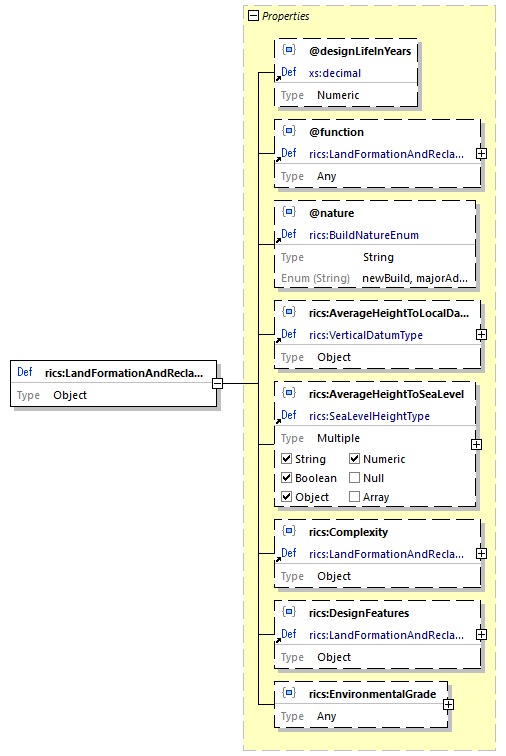 Properties
@designLifeInYears
Def xs:decimal
Type Numeric
@function
Def rics:LandFormationAndRecla...
Type Any
@nature
Def rics:BuildNatureEnum
Type String
Enum (String) newBuild, majorAd...
rics:AverageHeightToLocalDa...
Def rics:VerticalDatumType
Type Object
Def rics:LandFormationAndRecla...
Type Object
rics:AverageHeightToSeaLevel
Def rics:SeaLevelHeightType
Type Multiple
String Numeric
Boolean Null
Object Array
rics:Complexity
Def rics:LandFormationAndRecla...
Type Object
rics:DesignFeatures
Def rics:LandFormationAndRecla...
Type Object
rics:EnvironmentalGrade
Type Any